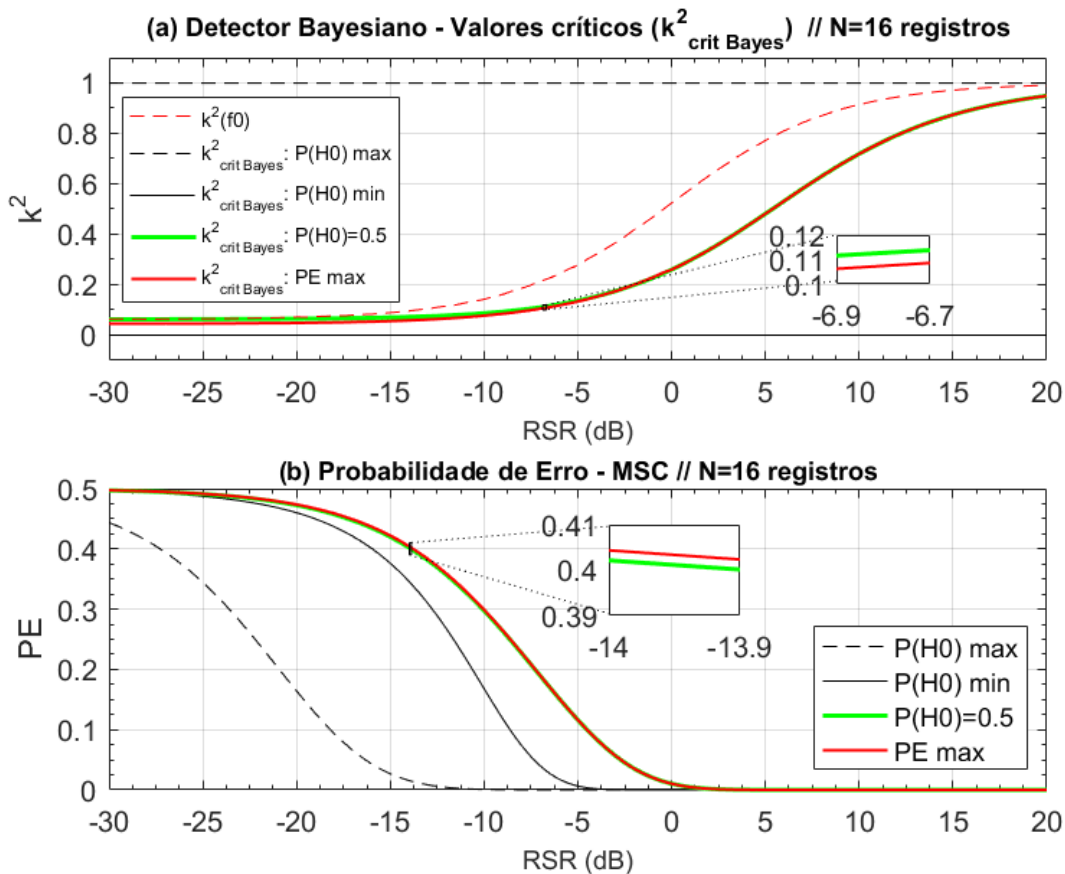 (a) Detector Bayesiano - Valores críticos (k²crit Bayes) // N=16 registros
k²
1
0.8
0.6
0.4
0.2
0
k²(f0)
k²crit Bayes: P(H0) max
k²crit Bayes: P(H0) min
k²crit Bayes: P(H0)=0.5
k²crit Bayes: PE max
0.12
0.11
0.1
-6.9 -6.7
-30 -25 -20 -15 -10 -5 0 5 10 15 20
RSR (dB)
(b) Probabilidade de Erro - MSC // N=16 registros
PE
0.5
0.4
0.3
0.2
0.1
0
0.41
0.4
0.39
-14 -13.9
P(H0) max
P(H0) min
P(H0)=0.5
PE max
-30 -25 -20 -15 -10 -5 0 5 10 15 20
RSR (dB)